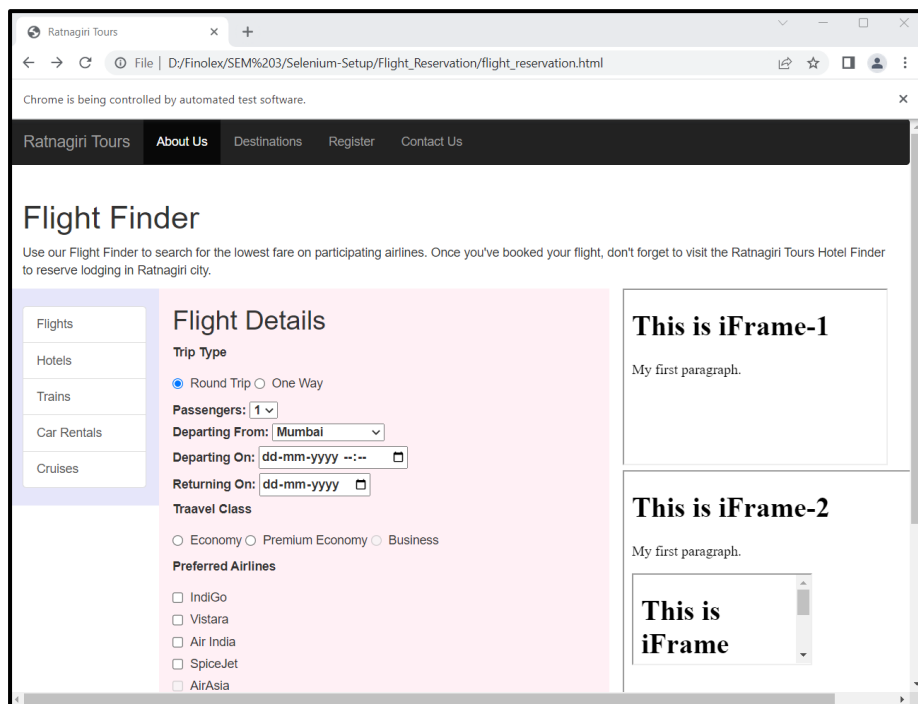 Ratnagiri Tours
File | D:/Finolex/SEM%203/Selenium-Setup/Flight_Reservation/flight_reservation.html
Chrome is being controlled by automated test software.
Ratnagiri Tours About Us Destinations Register Contact Us
Flight Finder
Use our Flight Finder to search for the lowest fare on participating airlines. Once you've booked your flight, don't forget to visit the Ratnagiri Tours Hotel Finder
to reserve lodging in Ratnagiri city.
Flights
Hotels
Trains
Car Rentals
Cruises
Flight Details
Trip Type
Round Trip One Way
Passengers: 1
Departing From: Mumbai
Departing On: dd-mm-yyyy --:--
Returning On: dd-mm-yyyy
Traavel Class
Economy Premium Economy Business
Preferred Airlines
IndiGo
Vistara
Air India
SpiceJet
AirAsia
This is iFrame-1
My first paragraph.
This is iFrame-2
My first paragraph.
This is
iFrame